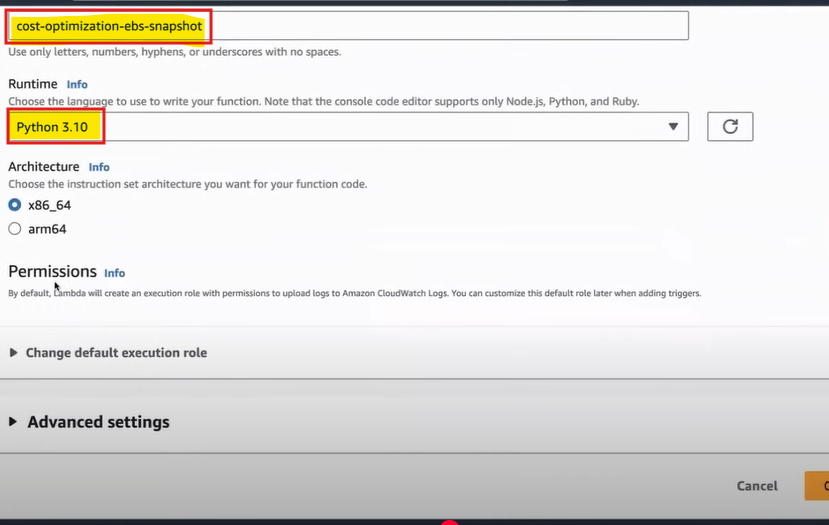 cost-optimization-ebs-snapshot
Use only letters, numbers, hyphens, or underscores with no spaces.
Runtime Info
Choose the language to use to write your function. Note that the console code editor supports only Node.js, Python, and Ruby.
Python 3.10
Architecture Info
Choose the instruction set architecture you want for your function code.
x86_64
arm64
Permissions Info
By default, Lambda will create an execution role with permissions to upload logs to Amazon CloudWatch Logs. You can customize this default role later when adding triggers.
Change default execution role
Advanced settings
Cancel